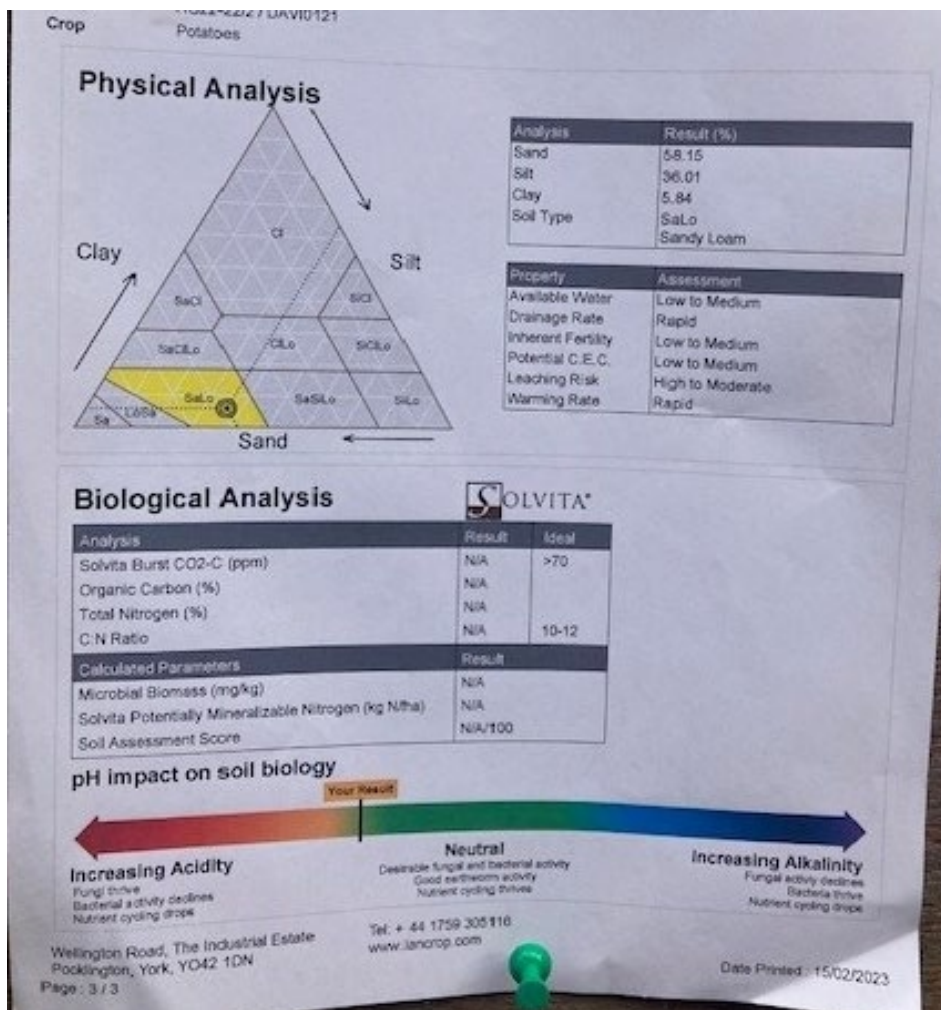 Crop
Potatoes
Physical Analysis
Clay
Silt
Sand
Cl
SaCl
SiCl
SaClLo
ClLo
SiClLo
SaLo
SaSiLo
SiLo
Sa
LoSa
Analysis Result (%)
Sand 58.15
Silt 36.01
Clay 5.84
Soil Type SaLo
Sandy Loam
Property Assessment
Available Water Low to Medium
Drainage Rate Rapid
Inherent Fertility Low to Medium
Potential C.E.C. Low to Medium
Leaching Risk High to Moderate
Warming Rate Rapid
Biological Analysis
SOLVITA®
Analysis Result Ideal
Solvita Burst CO2-C (ppm) N/A >70
Organic Carbon (%) N/A
Total Nitrogen (%) N/A
C:N Ratio N/A 10-12
Calculated Parameters Result
Microbial Biomass (mg/kg) N/A
Solvita Potentially Mineralizable Nitrogen (kg N/ha) N/A
Soil Assessment Score N/A/100
pH impact on soil biology
Your Result
Increasing Acidity
Fungi thrive
Bacterial activity declines
Nutrient cycling drops
Neutral
Desirable fungal and bacterial activity
Good earthworm activity
Nutrient cycling thrives
Increasing Alkalinity
Fungal activity declines
Bacteria thrive
Nutrient cycling drops
Wellington Road, The Industrial Estate
Pocklington, York, YO42 1DN
Tel: + 44 1759 305116
www.lancrop.com
Date Printed : 15/02/2023
Page : 3 / 3